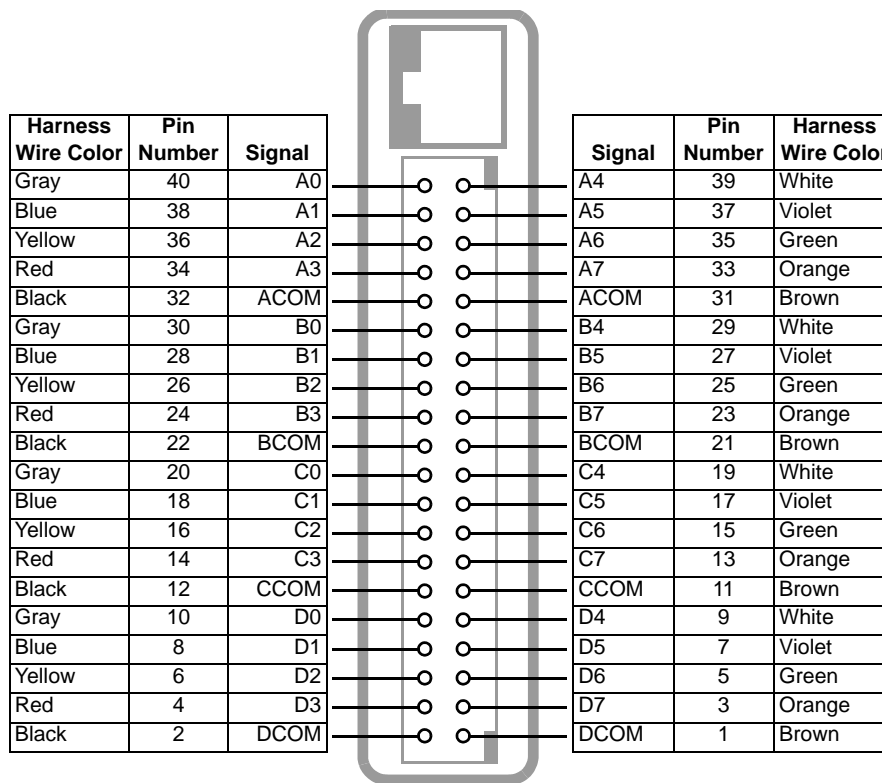 Harness Wire Color Pin Number Signal Signal Pin Number Harness Wire Color
Gray 40 A0 A4 39 White
Blue 38 A1 A5 37 Violet
Yellow 36 A2 A6 35 Green
Red 34 A3 A7 33 Orange
Black 32 ACOM ACOM 31 Brown
Gray 30 B0 B4 29 White
Blue 28 B1 B5 27 Violet
Yellow 26 B2 B6 25 Green
Red 24 B3 B7 23 Orange
Black 22 BCOM BCOM 21 Brown
Gray 20 C0 C4 19 White
Blue 18 C1 C5 17 Violet
Yellow 16 C2 C6 15 Green
Red 14 C3 C7 13 Orange
Black 12 CCOM CCOM 11 Brown
Gray 10 D0 D4 9 White
Blue 8 D1 D5 7 Violet
Yellow 6 D2 D6 5 Green
Red 4 D3 D7 3 Orange
Black 2 DCOM DCOM 1 Brown